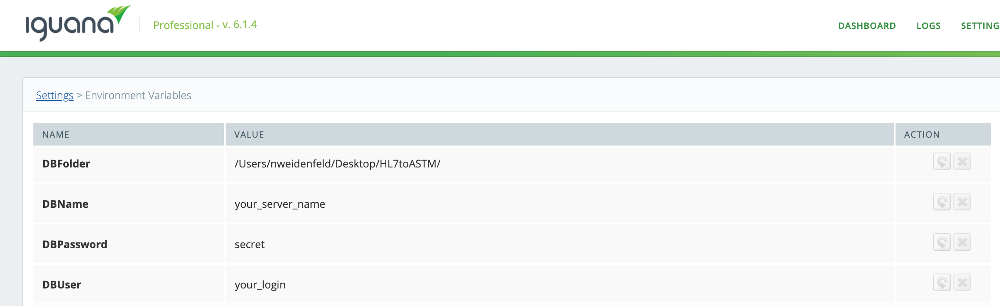 iguana
Professional - v. 6.1.4
DASHBOARD LOGS SETTING
Settings > Environment Variables
NAME VALUE ACTION
DBFolder /Users/nweidenfeld/Desktop/HL7toASTM/
DBName your_server_name
DBPassword secret
DBUser your_login